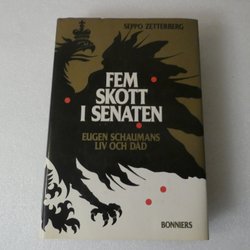 SEPPO ZETTERBERG
FEM
SKOTT
I SENATEN
EUGEN SCHAUMANS
LIV OCH DÅD
BONNIERS